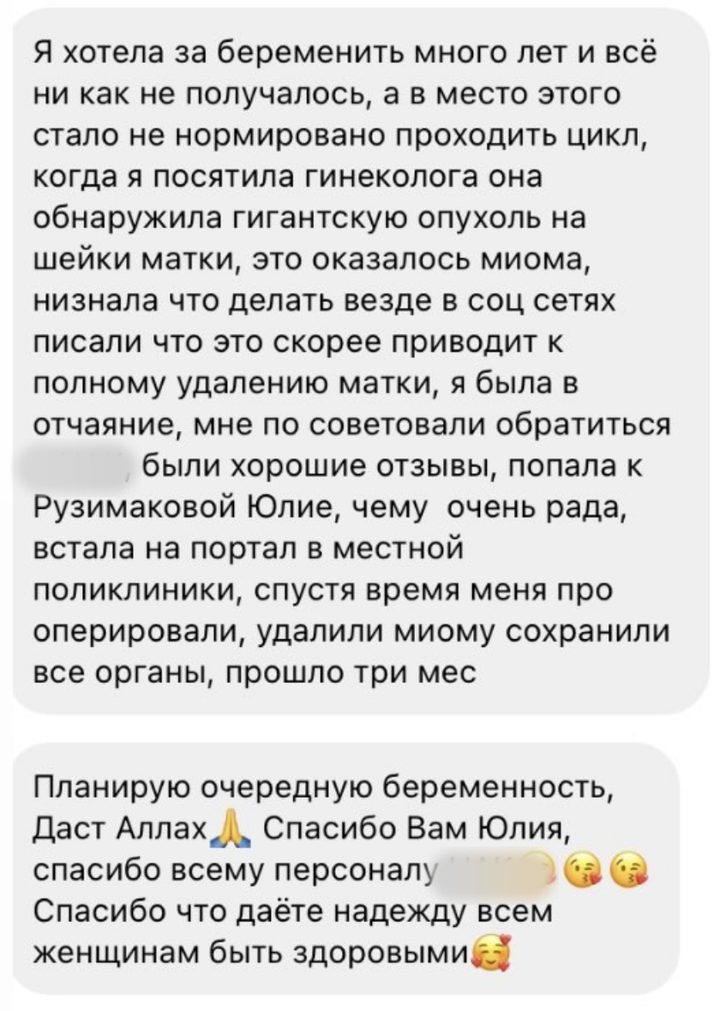 Я хотела за беременить много лет и всё
ни как не получалось, а в место этого
стало не нормировано проходить цикл,
когда я посятила гинеколога она
обнаружила гигантскую опухоль на
шейки матки, это оказалось миома,
низнала что делать везде в соц сетях
писали что это скорее приводит к
полному удалению матки, я была в
отчаяние, мне по советовали обратиться
, были хорошие отзывы, попала к
Рузимаковой Юлие, чему очень рада,
встала на портал в местной
поликлиники, спустя время меня про
оперировали, удалили миому сохранили
все органы, прошло три мес
Планирую очередную беременность,
Даст Аллах🙏 Спасибо Вам Юлия,
спасибо всему персоналу 😘😘
Спасибо что даёте надежду всем
женщинам быть здоровыми🥰